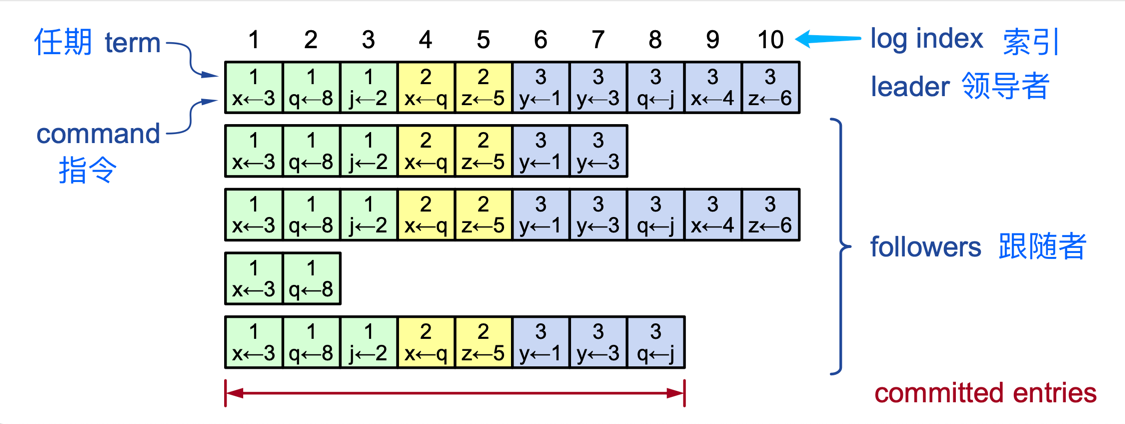 任期 term
1 2 3 4 5 6 7 8 9 10
log index 索引
1 1 1 2 2 3 3 3 3 3
x←3 q←8 j←2 x←q z←5 y←1 y←3 q←j x←4 z←6
leader 领导者
command
指令
1 1 1 2 2 3 3
x←3 q←8 j←2 x←q z←5 y←1 y←3
1 1 1 2 2 3 3 3 3 3
x←3 q←8 j←2 x←q z←5 y←1 y←3 q←j x←4 z←6
followers 跟随者
1 1
x←3 q←8
1 1 1 2 2 3 3 3
x←3 q←8 j←2 x←q z←5 y←1 y←3 q←j
committed entries